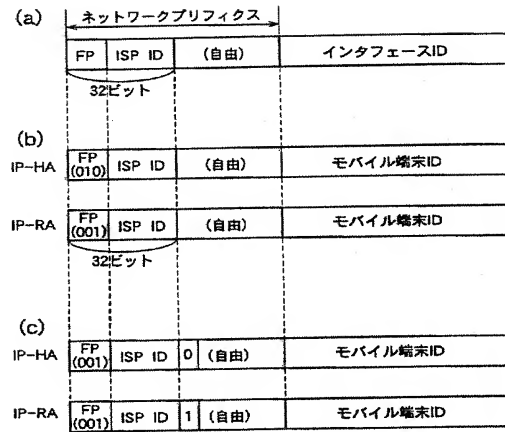 (a)
ネットワークプリフィクス
FP ISP ID (自由) インタフェースID
32ビット
(b)
IP-HA FP (010) ISP ID (自由) モバイル端末ID
IP-RA FP (001) ISP ID (自由) モバイル端末ID
32ビット
(c)
IP-HA FP (001) ISP ID 0 (自由) モバイル端末ID
IP-RA FP (001) ISP ID 1 (自由) モバイル端末ID